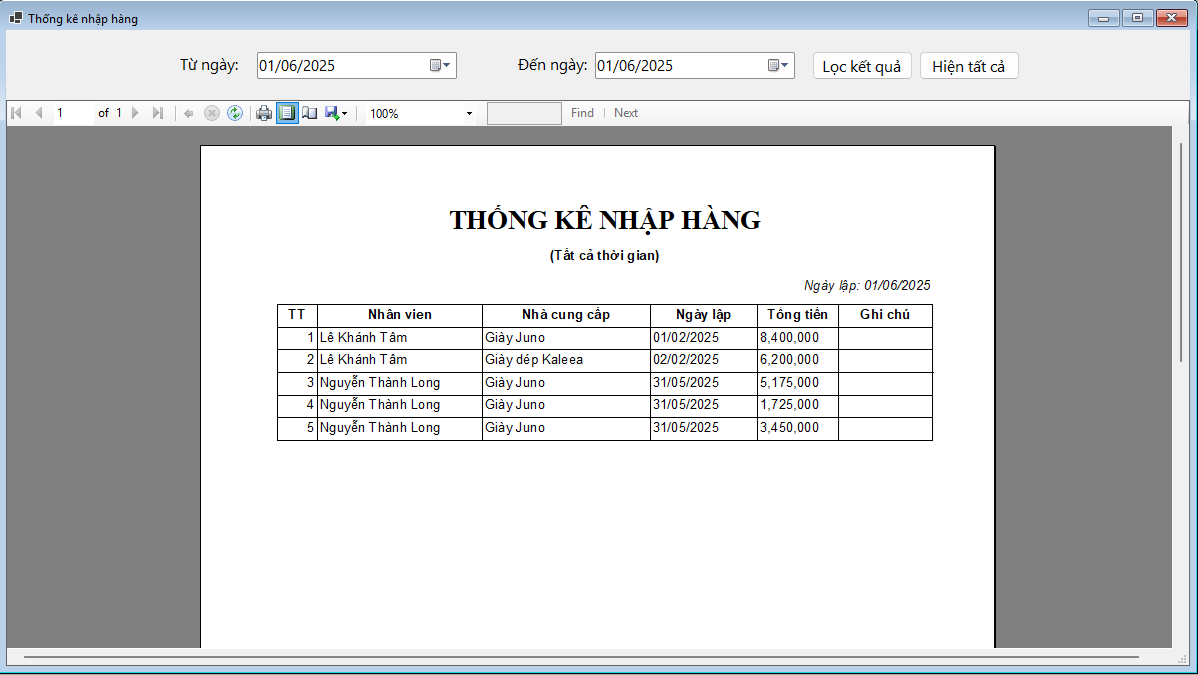 Thống kê nhập hàng
Từ ngày: 01/06/2025 Đến ngày: 01/06/2025 Lọc kết quả Hiện tất cả
1 of 1 100% Find Next
THỐNG KÊ NHẬP HÀNG
(Tất cả thời gian)
Ngày lập: 01/06/2025
TT Nhân vien Nhà cung cấp Ngày lập Tổng tiền Ghi chú
1 Lê Khánh Tâm Giày Juno 01/02/2025 8,400,000
2 Lê Khánh Tâm Giày dép Kaleea 02/02/2025 6,200,000
3 Nguyễn Thành Long Giày Juno 31/05/2025 5,175,000
4 Nguyễn Thành Long Giày Juno 31/05/2025 1,725,000
5 Nguyễn Thành Long Giày Juno 31/05/2025 3,450,000